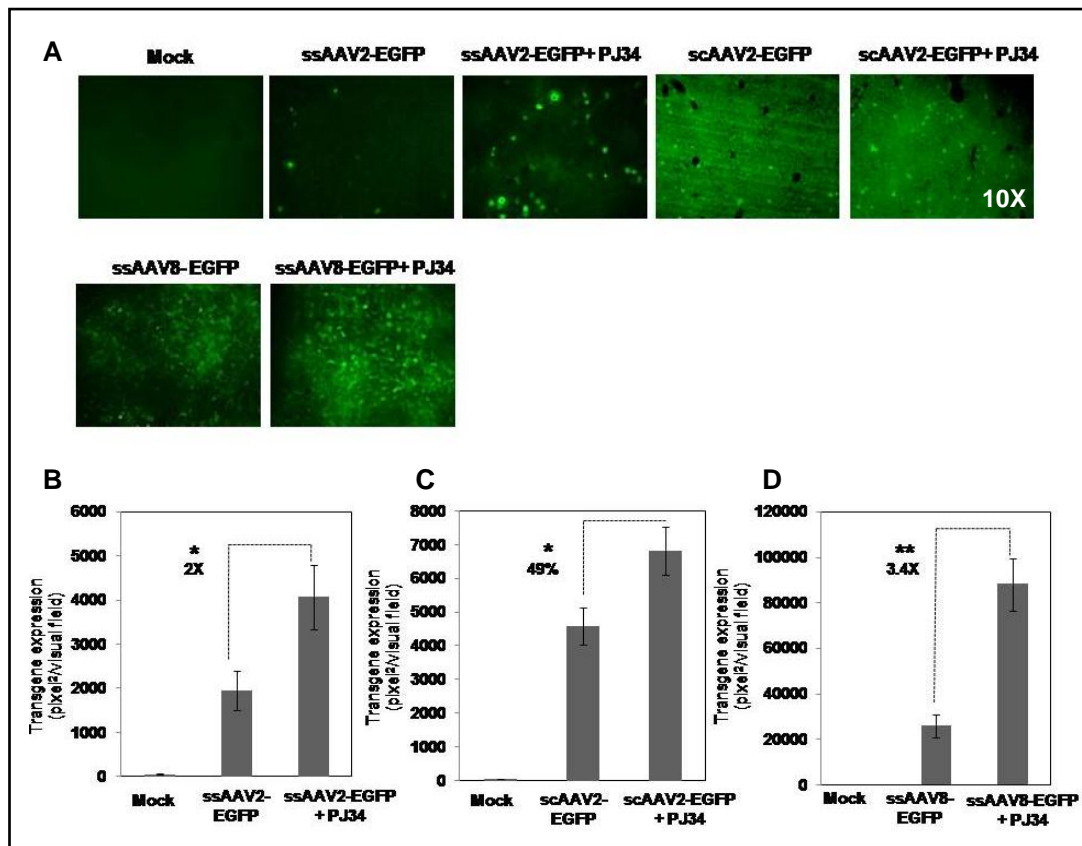 A
Mock
ssAAV2-EGFP
ssAAV2-EGFP+ PJ34
scAAV2-EGFP
scAAV2-EGFP+ PJ34
10X
ssAAV8- EGFP
ssAAV8-EGFP+ PJ34
B
Transgene expression
(pixel²/visual field)
6000
5000
4000
3000
2000
1000
0
*
2X
Mock
ssAAV2-
EGFP
ssAAV2-EGFP
+ PJ34
C
Transgene expression
(pixel²/visual field)
8000
7000
6000
5000
4000
3000
2000
1000
0
*
49%
Mock
scAAV2-
EGFP
scAAV2-EGFP
+ PJ34
D
Transgene expression
(pixel²/visual field)
120000
100000
80000
60000
40000
20000
0
**
3.4X
Mock
ssAAV8-
EGFP
ssAAV8-EGFP
+ PJ34